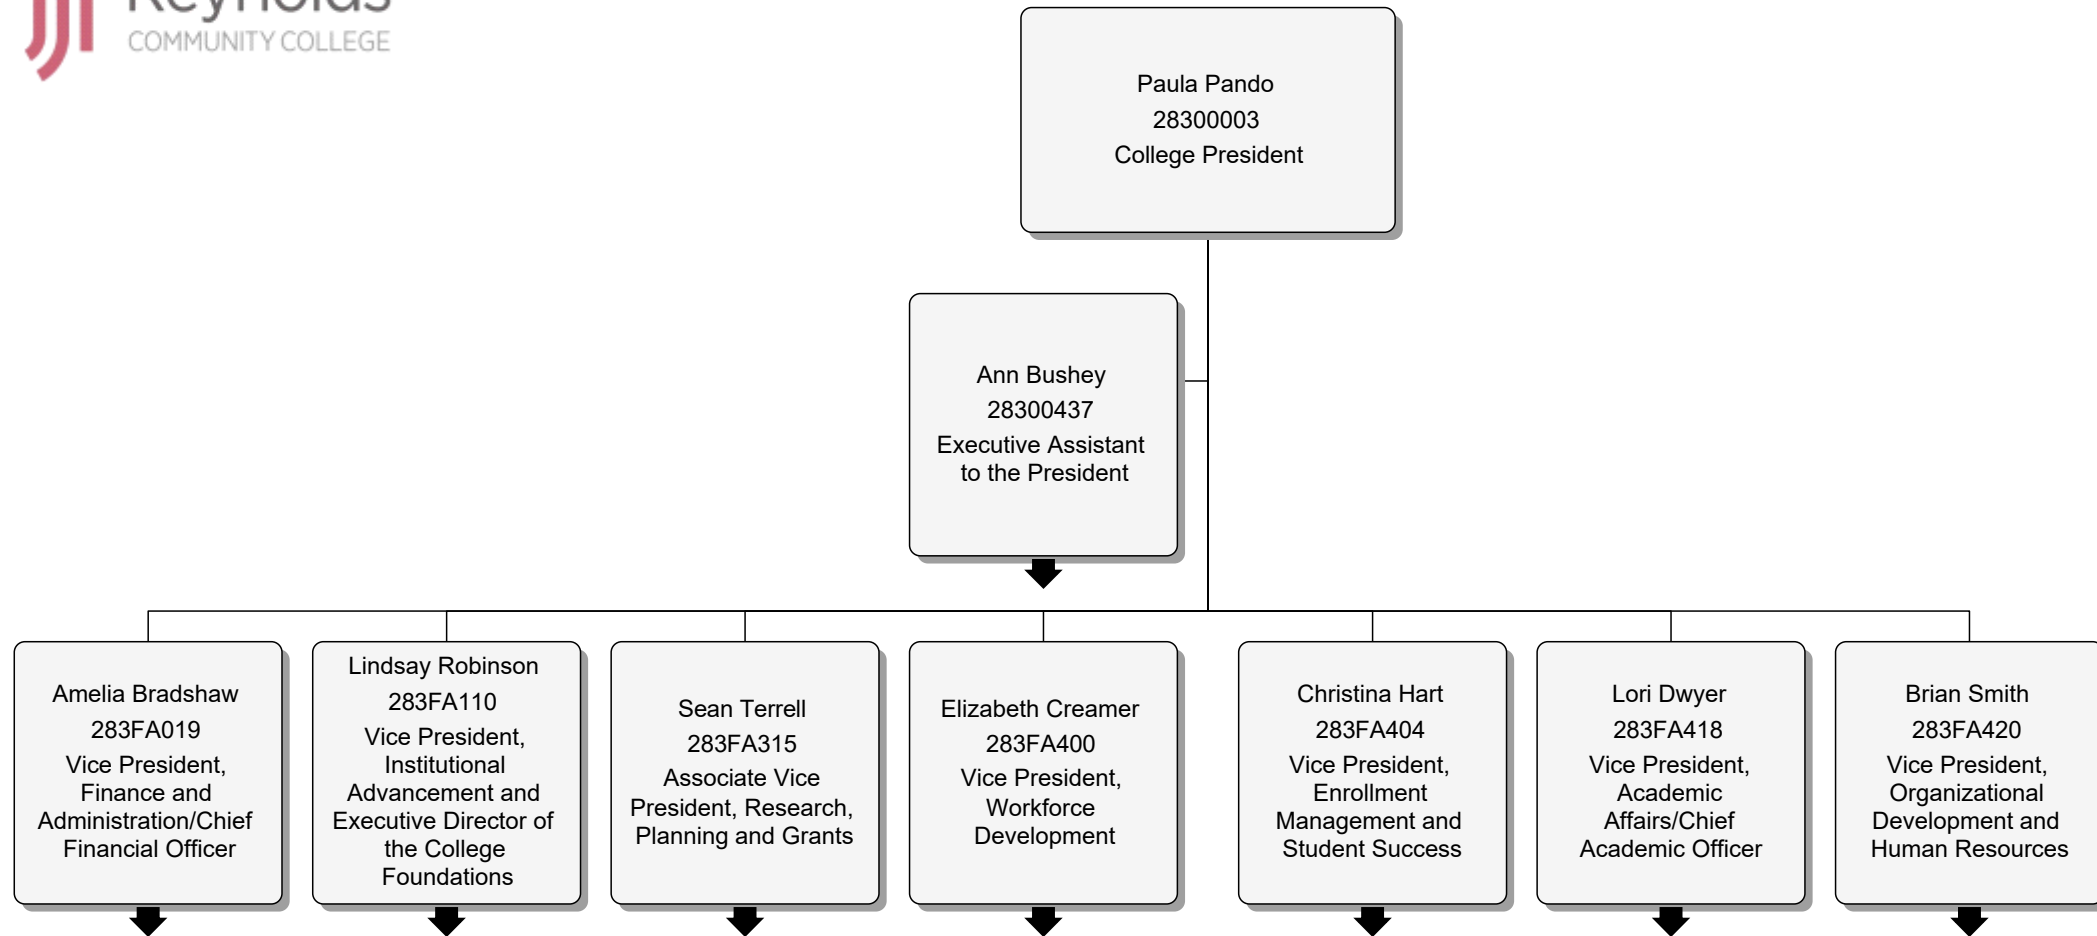 Reynolds
COMMUNITY COLLEGE
Paula Pando
28300003
College President
Ann Bushey
28300437
Executive Assistant
to the President
Amelia Bradshaw
283FA019
Vice President,
Finance and
Administration/Chief
Financial Officer
Lindsay Robinson
283FA110
Vice President,
Institutional
Advancement and
Executive Director of
the College
Foundations
Sean Terrell
283FA315
Associate Vice
President, Research,
Planning and Grants
Elizabeth Creamer
283FA400
Vice President,
Workforce
Development
Christina Hart
283FA404
Vice President,
Enrollment
Management and
Student Success
Lori Dwyer
283FA418
Vice President,
Academic
Affairs/Chief
Academic Officer
Brian Smith
283FA420
Vice President,
Organizational
Development and
Human Resources